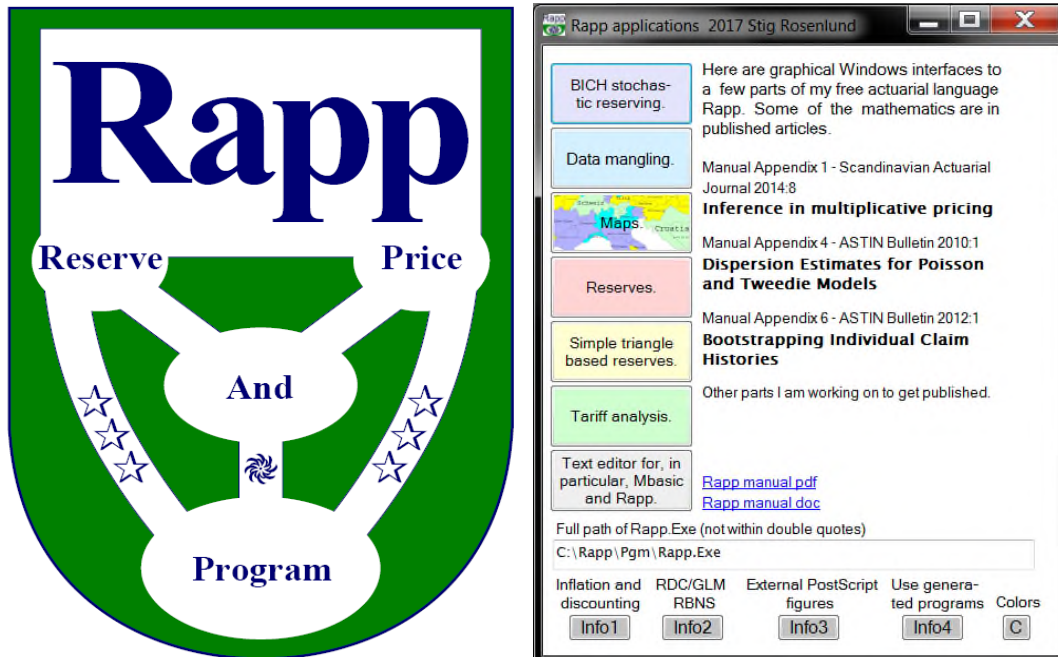 Rapp
Reserve
Price
And
Program
Rapp
Rapp applications 2017 Stig Rosenlund
BICH stochas-
tic reserving.
Data mangling.
Schweiz
Maps.
Croatia
Reserves.
Simple triangle
based reserves.
Tariff analysis.
Text editor for, in
particular, Mbasic
and Rapp.
Here are graphical Windows interfaces to
a few parts of my free actuarial language
Rapp. Some of the mathematics are in
published articles.
Manual Appendix 1 - Scandinavian Actuarial
Journal 2014:8
Inference in multiplicative pricing
Manual Appendix 4 - ASTIN Bulletin 2010:1
Dispersion Estimates for Poisson
and Tweedie Models
Manual Appendix 6 - ASTIN Bulletin 2012:1
Bootstrapping Individual Claim
Histories
Other parts I am working on to get published.
Rapp manual pdf
Rapp manual doc
Full path of Rapp.Exe (not within double quotes)
C:\Rapp\Pgm\Rapp.Exe
Inflation and
discounting
Info1
RDC/GLM
RBNS
Info2
External PostScript
figures
Info3
Use genera-
ted programs
Info4
Colors
C